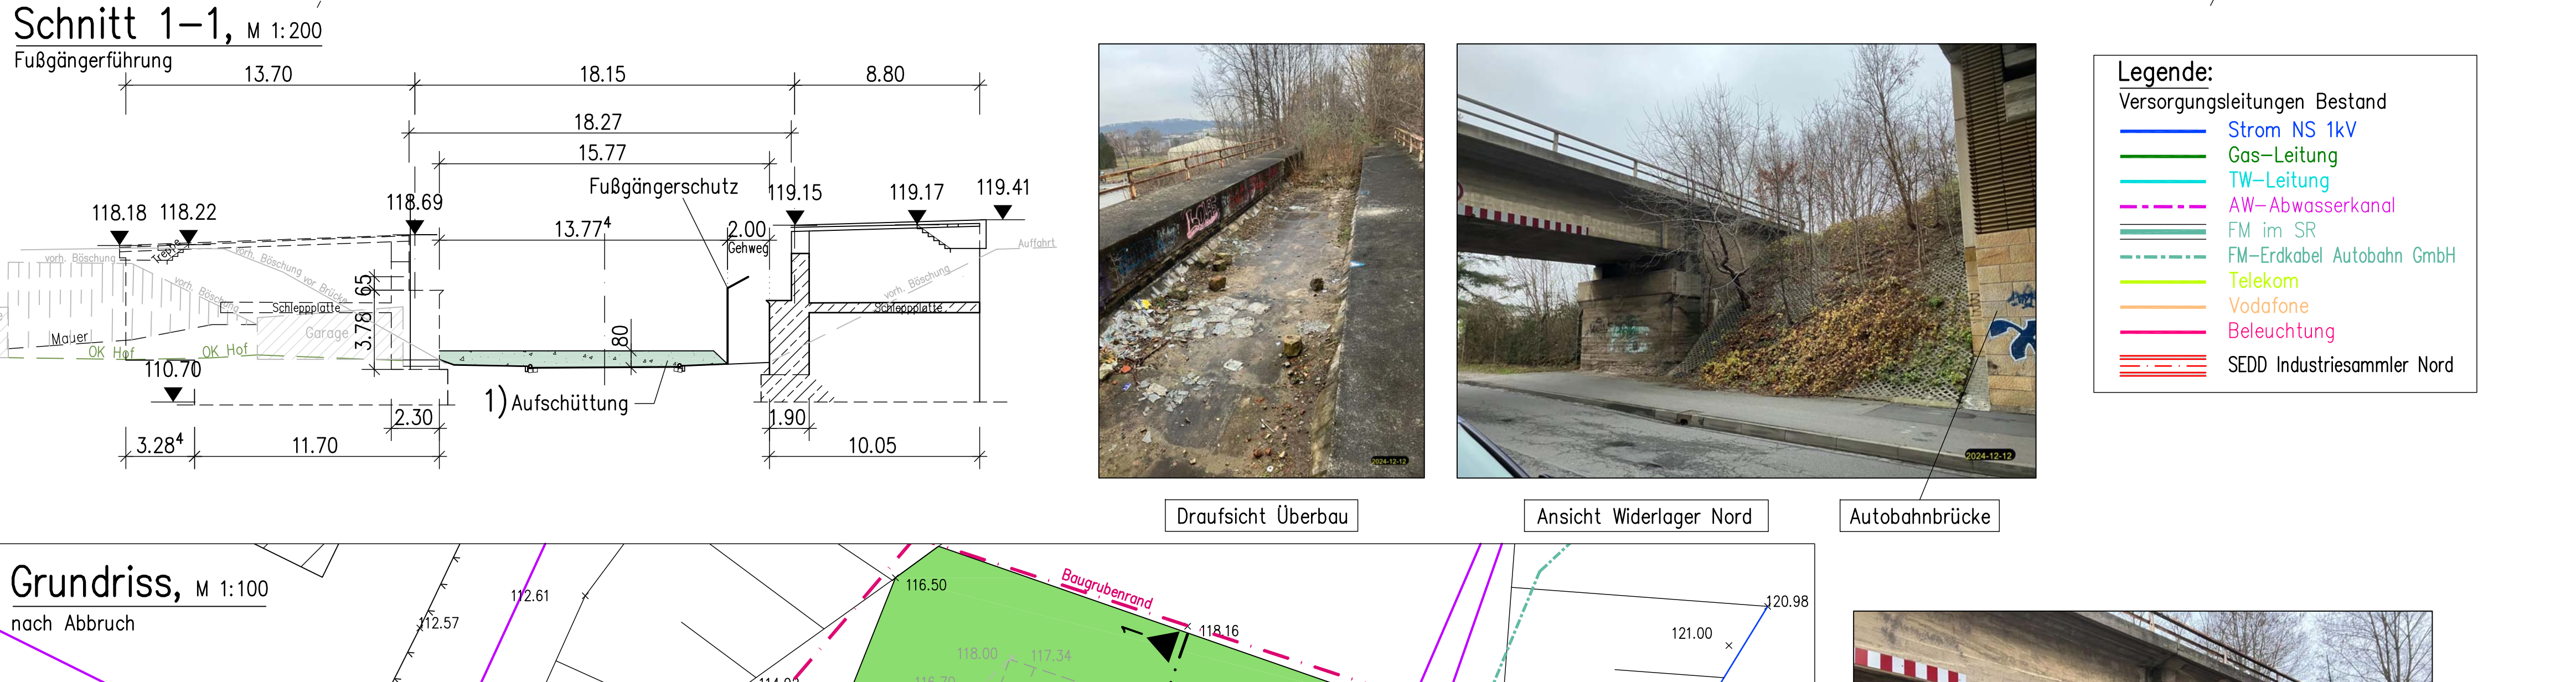 Schnitt 1-1, M 1:200
Fußgängerführung
13.70
18.15
8.80
18.27
15.77
Fußgängerschutz
119.15
119.17
119.41
118.18
118.22
118.69
13.77⁴
2.00
Gehweg
Treppe
vorh. Böschung
vorh. Böschung vor Brücke
vorh. Böschung
Auffahrt
vorh. Böschung
65
3.78
80
Schleppplatte
Schleppplatte
Garage
Mauer
OK Hof
OK Hof
110.70
1) Aufschüttung
2.30
1.90
3.28⁴
11.70
10.05
2024-12-12
2024-12-12
Draufsicht Überbau
Ansicht Widerlager Nord
Autobahnbrücke
Legende:
Versorgungsleitungen Bestand
Strom NS 1kV
Gas-Leitung
TW-Leitung
AW-Abwasserkanal
FM im SR
FM-Erdkabel Autobahn GmbH
Telekom
Vodafone
Beleuchtung
SEDD Industriesammler Nord
Grundriss, M 1:100
nach Abbruch
112.61
112.57
116.50
Baugrubenrand
118.16
1
118.00
117.34
120.98
121.00